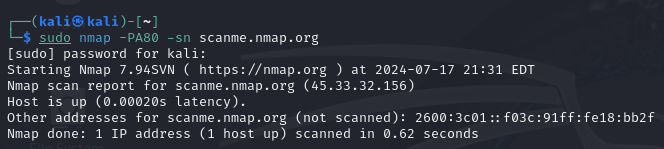 ┌──(kali㉿kali)-[~]
└─$ sudo nmap -PA80 -sn scanme.nmap.org
[sudo] password for kali:
Starting Nmap 7.94SVN ( https://nmap.org ) at 2024-07-17 21:31 EDT
Nmap scan report for scanme.nmap.org (45.33.32.156)
Host is up (0.00020s latency).
Other addresses for scanme.nmap.org (not scanned): 2600:3c01::f03c:91ff:fe18:bb2f
Nmap done: 1 IP address (1 host up) scanned in 0.62 seconds